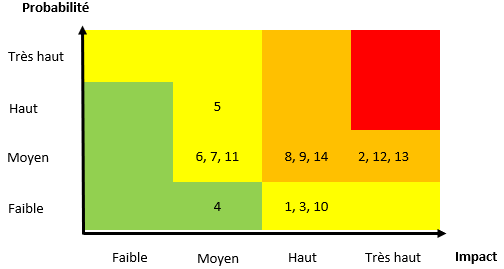 Probabilité
Très haut
Haut
5
Moyen
6, 7, 11
8, 9, 14
2, 12, 13
Faible
4
1, 3, 10
Faible
Moyen
Haut
Très haut
Impact